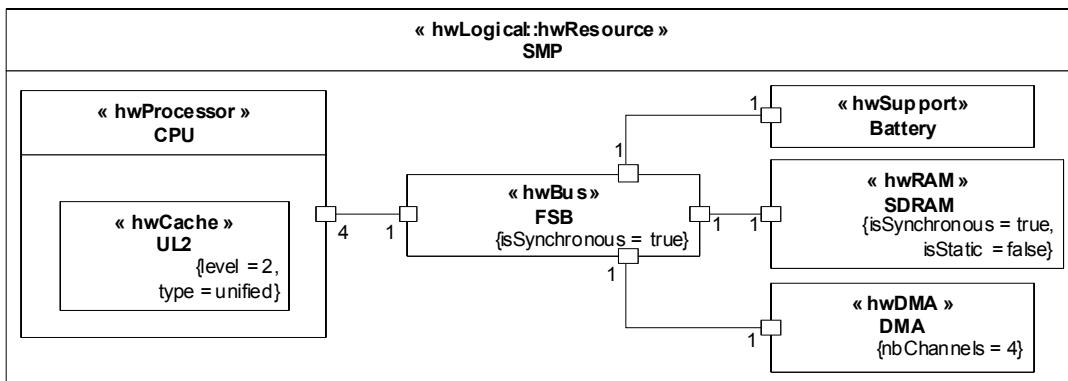 « hwLogical::hwResource »
SMP
« hwProcessor »
CPU
« hwCache »
UL2
{level = 2,
type = unified}
4
1
« hwBus »
FSB
{isSynchronous = true}
1
1
1
1
« hwSupport»
Battery
1
« hwRAM »
SDRAM
{isSynchronous = true,
isStatic = false}
1
« hwDMA »
DMA
{nbChannels = 4}
1